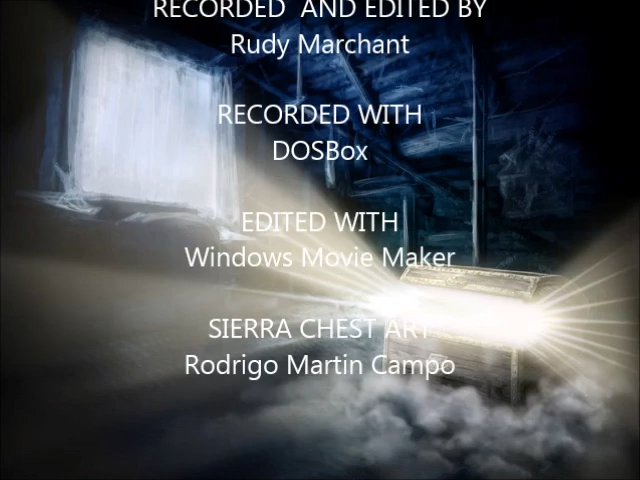 RECORDED AND EDITED BY
Rudy Marchant
RECORDED WITH
DOSBox
EDITED WITH
Windows Movie Maker
SIERRA CHEST ART
Rodrigo Martin Campo